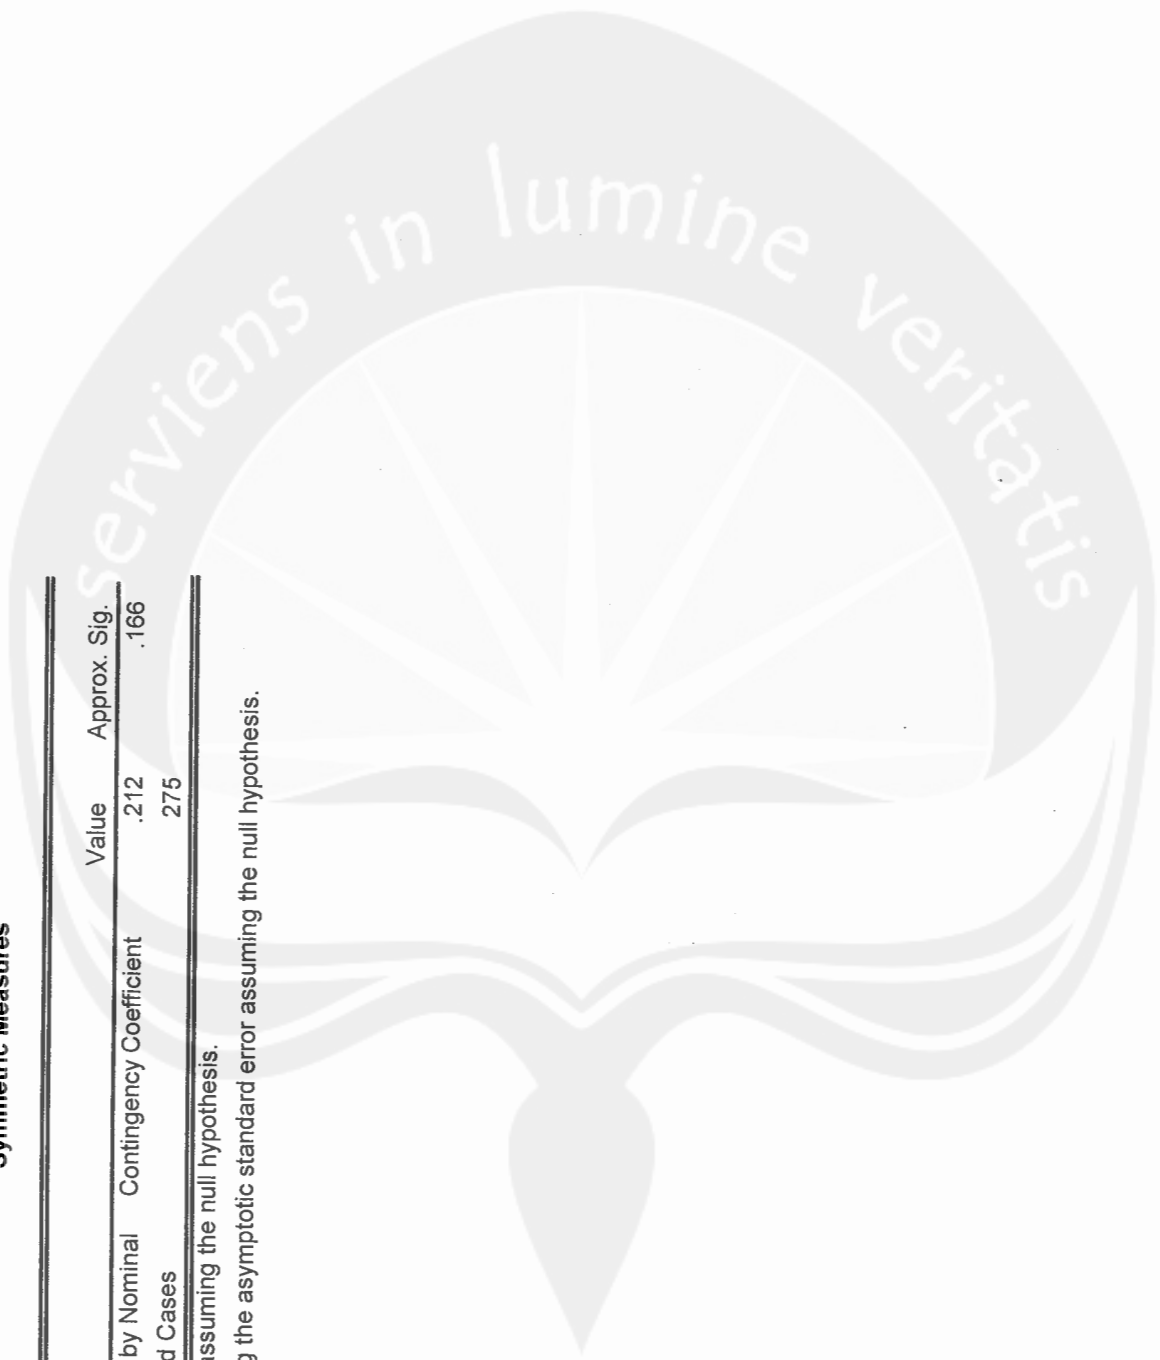 serviens in lumine veritatis
Symmetric Measures
Value Approx. Sig.
by Nominal Contingency Coefficient .212 .166
d Cases 275
assuming the null hypothesis.
g the asymptotic standard error assuming the null hypothesis.